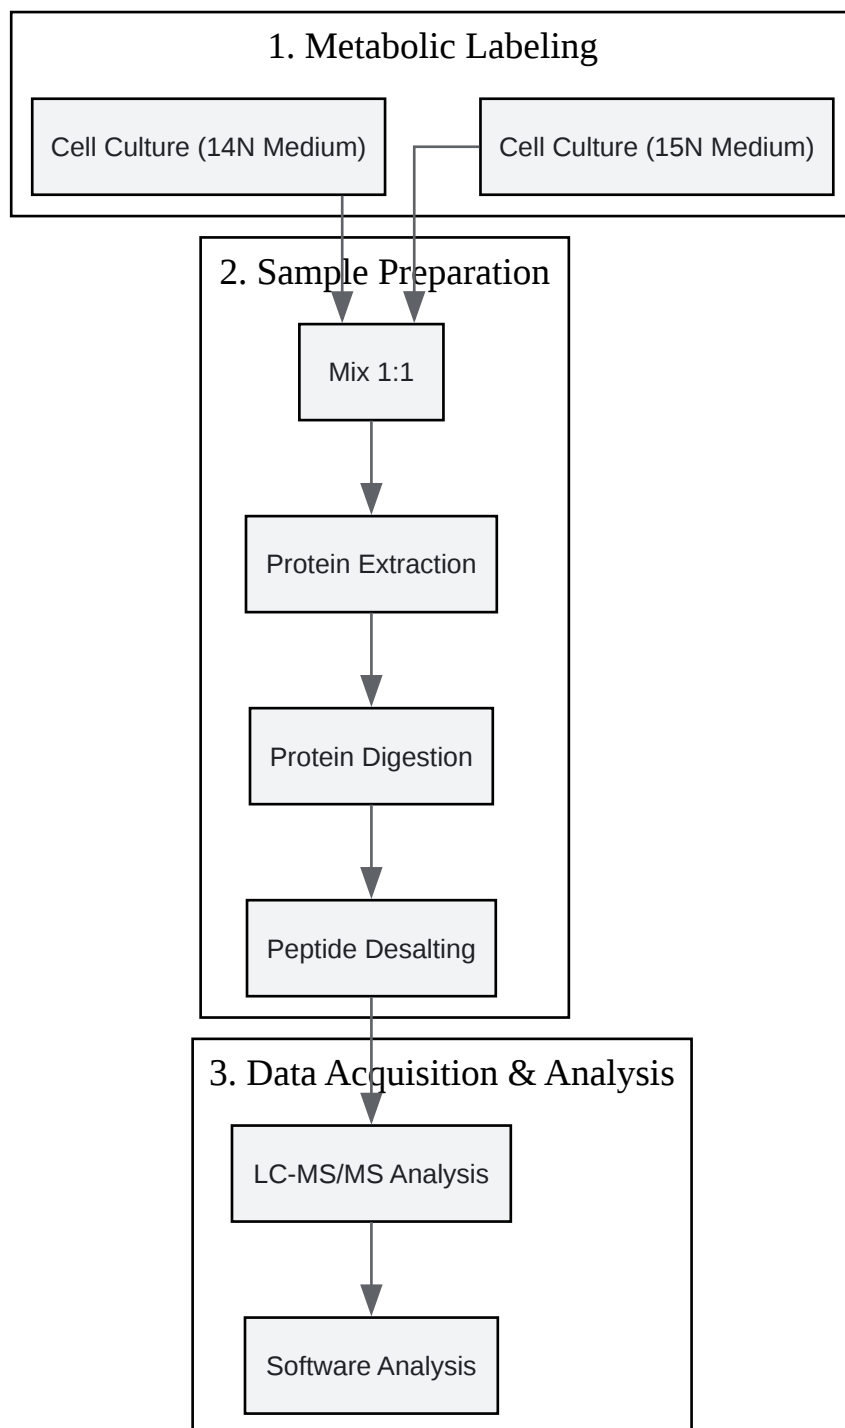 1. Metabolic Labeling
Cell Culture (14N Medium)
Cell Culture (15N Medium)
2. Sample Preparation
Mix 1:1
Protein Extraction
Protein Digestion
Peptide Desalting
3. Data Acquisition & Analysis
LC-MS/MS Analysis
Software Analysis